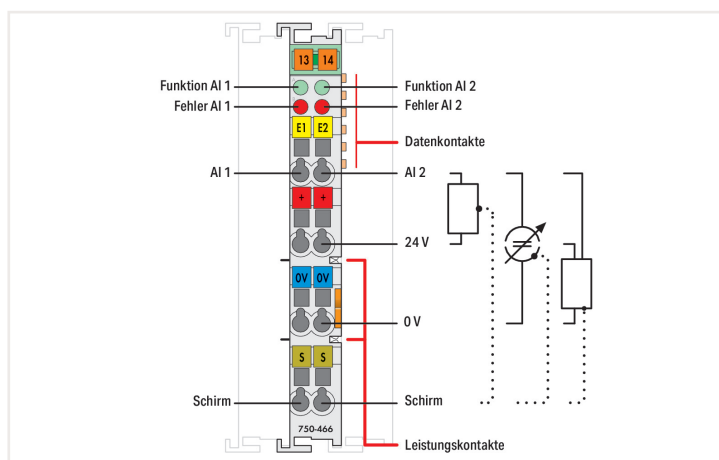 13 14
Funktion AI 1
Funktion AI 2
Fehler AI 1
Fehler AI 2
E1 E2
Datenkontakte
AI 1
AI 2
+ +
24 V
0V 0V
0 V
S S
Schirm
Schirm
750-466
Leistungskontakte